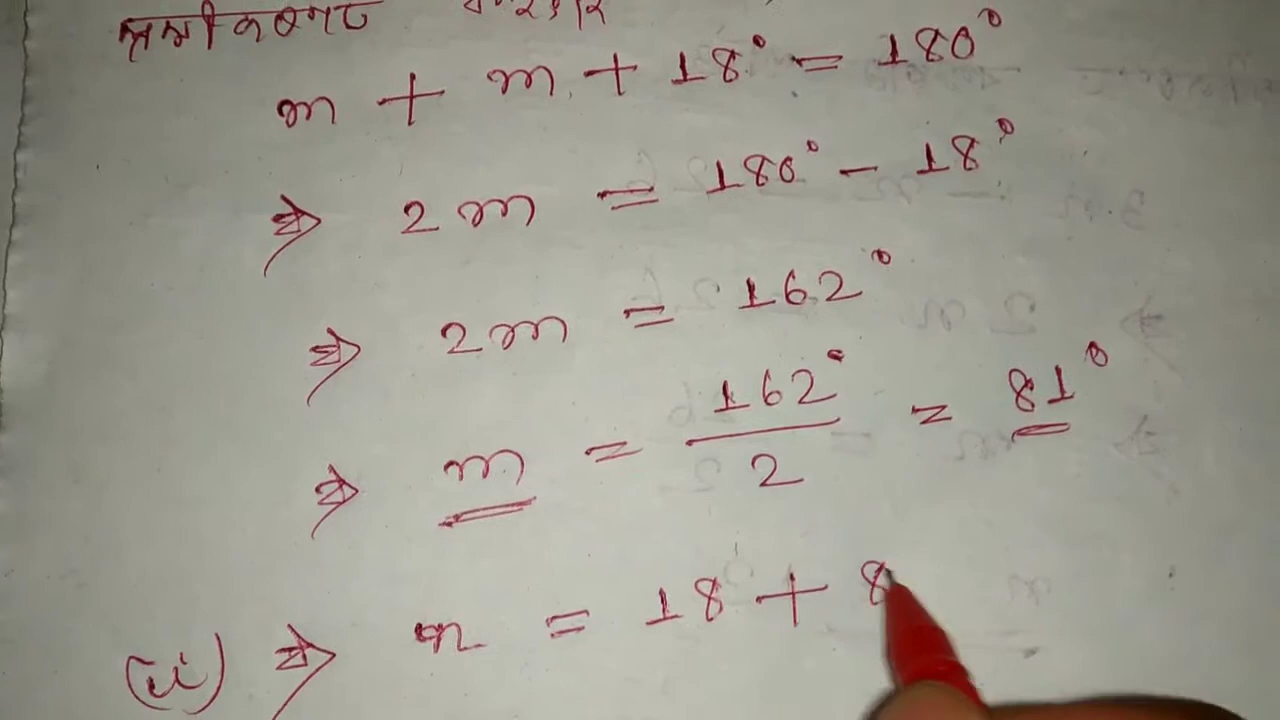 m + m + 18° = 180°
⇒ 2m = 180° - 18°
⇒ 2m = 162°
⇒ m = 162°/2 = 81°
(ii) ⇒ n = 18 + 8